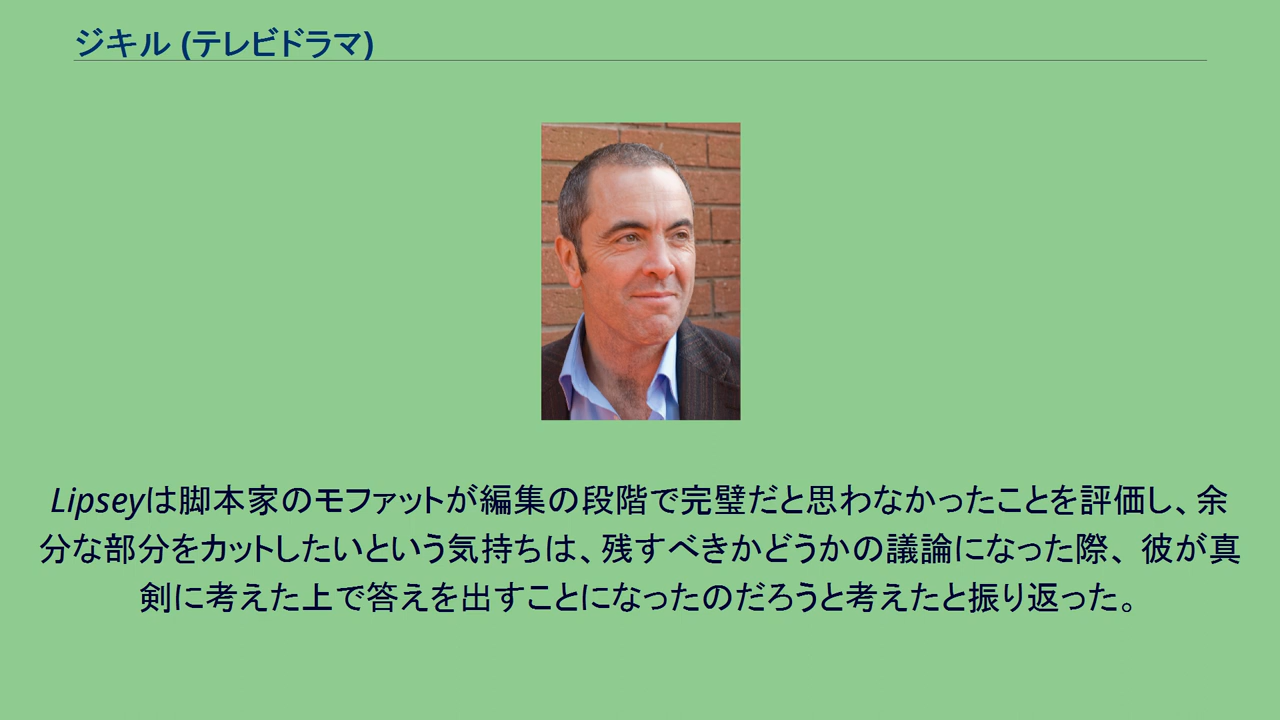 ジキル (テレビドラマ)
Lipseyは脚本家のモファットが編集の段階で完璧だと思わなかったことを評価し、余
分な部分をカットしたいという気持ちは、残すべきかどうかの議論になった際、彼が真
剣に考えた上で答えを出すことになったのだろうと考えたと振り返った。